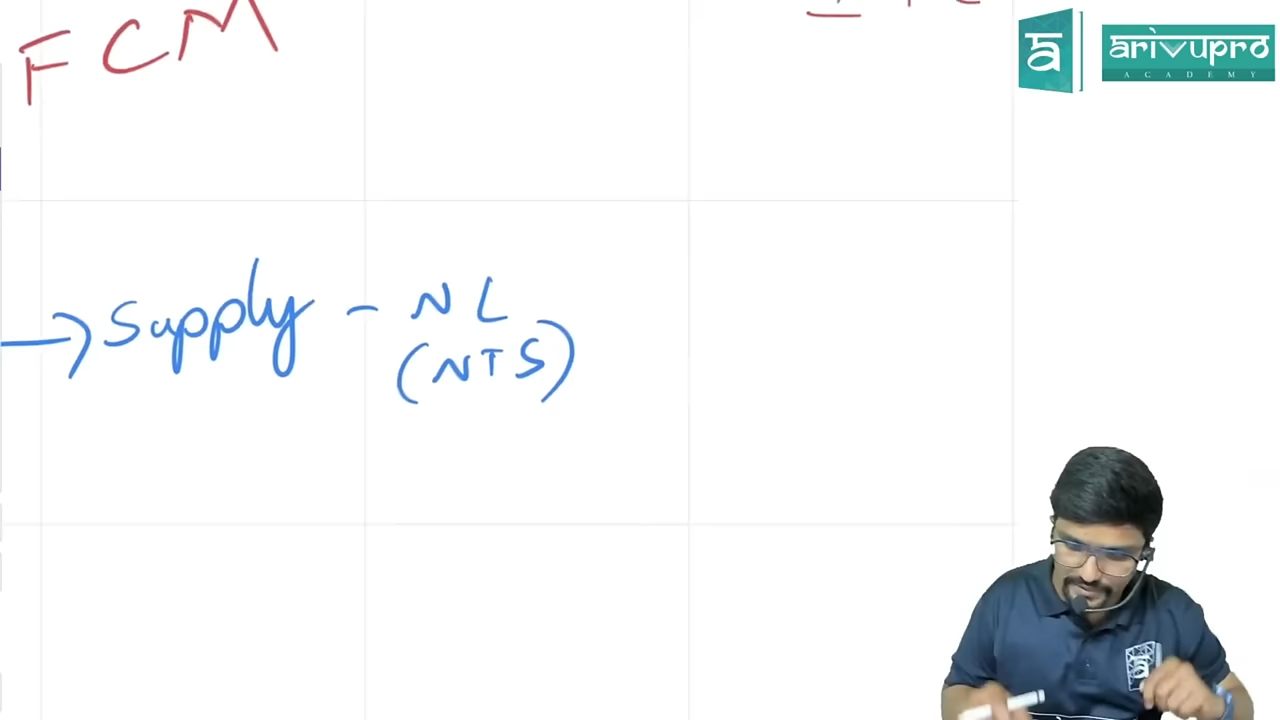 FCM
arivupro
ACADEMY
→ Supply - NL
(NTS)